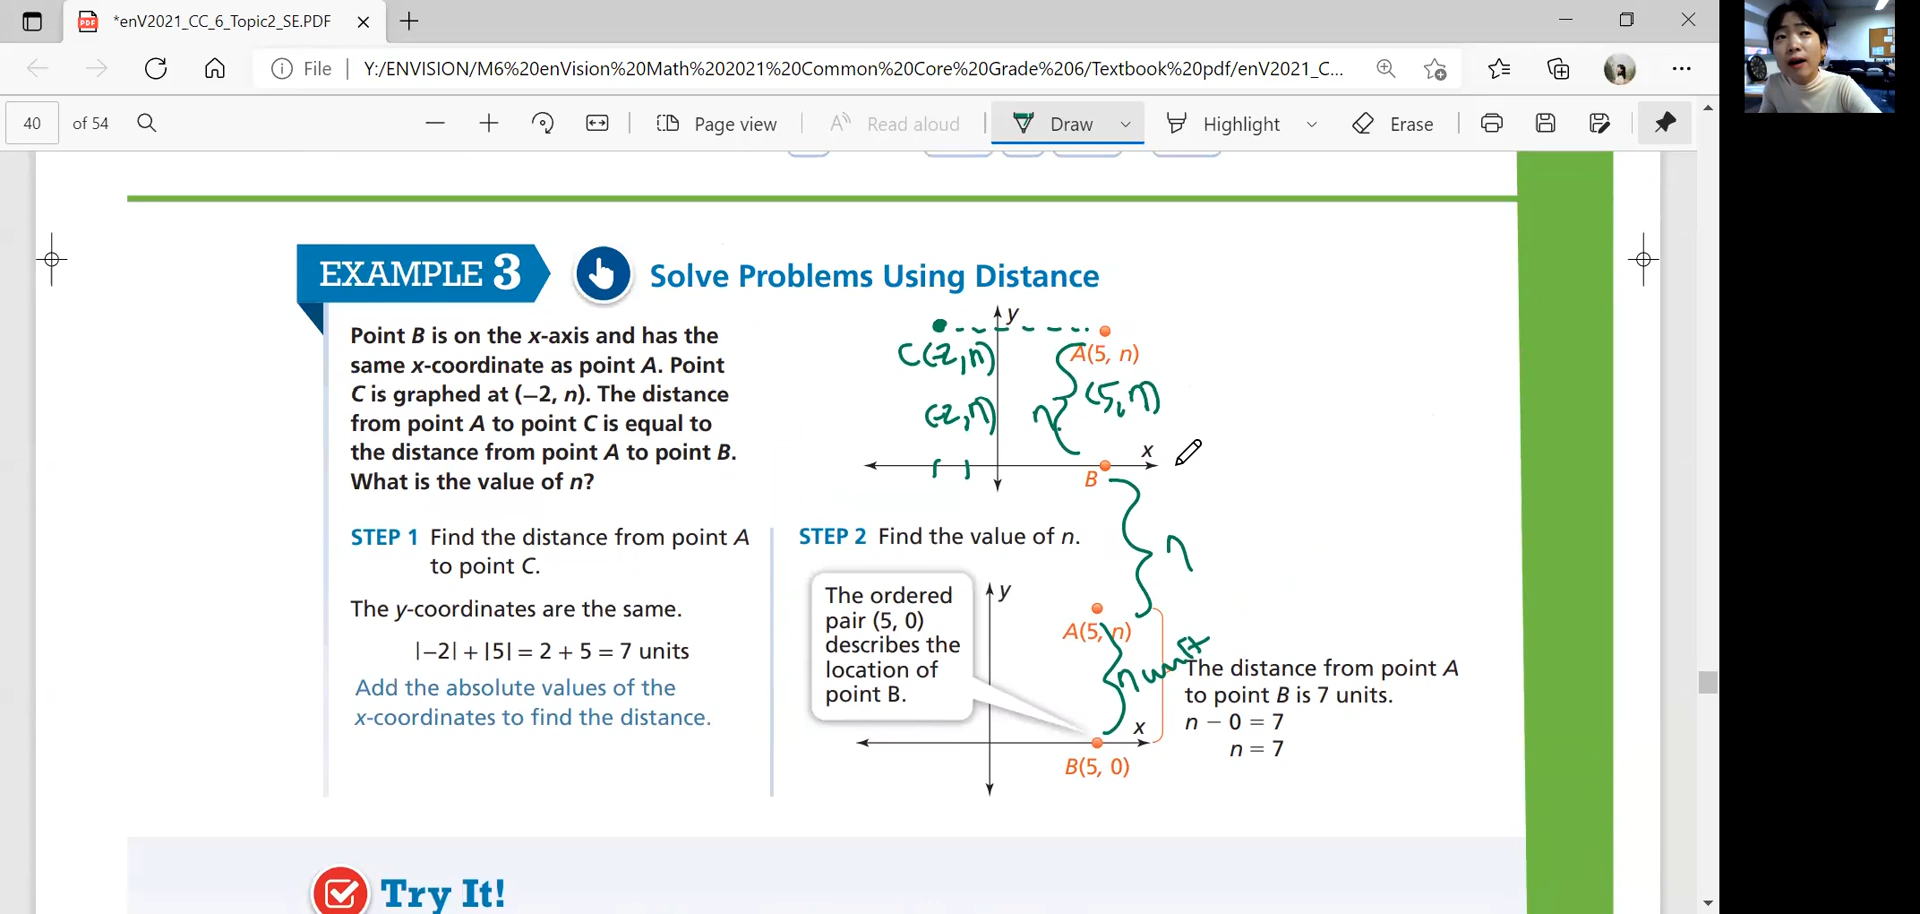 *enV2021_CC_6_Topic2_SE.PDF
File
Y:/ENVISION/M6%20enVision%20Math%202021%20Common%20Core%20Grade%206/Textbook%20pdf/enV2021_C...
40 of 54
Page view
Read aloud
Draw
Highlight
Erase
EXAMPLE 3
Solve Problems Using Distance
Point B is on the x-axis and has the
same x-coordinate as point A. Point
C is graphed at (−2, n). The distance
from point A to point C is equal to
the distance from point A to point B.
What is the value of n?
y
A(5, n)
C(-2,n)
(5,n)
(-2,n)
n
x
B
n
STEP 1 Find the distance from point A
to point C.
The y-coordinates are the same.
|−2| + |5| = 2 + 5 = 7 units
Add the absolute values of the
x-coordinates to find the distance.
STEP 2 Find the value of n.
The ordered
pair (5, 0)
describes the
location of
point B.
y
A(5, n)
n unit
x
B(5, 0)
The distance from point A
to point B is 7 units.
n − 0 = 7
n = 7
Try It!